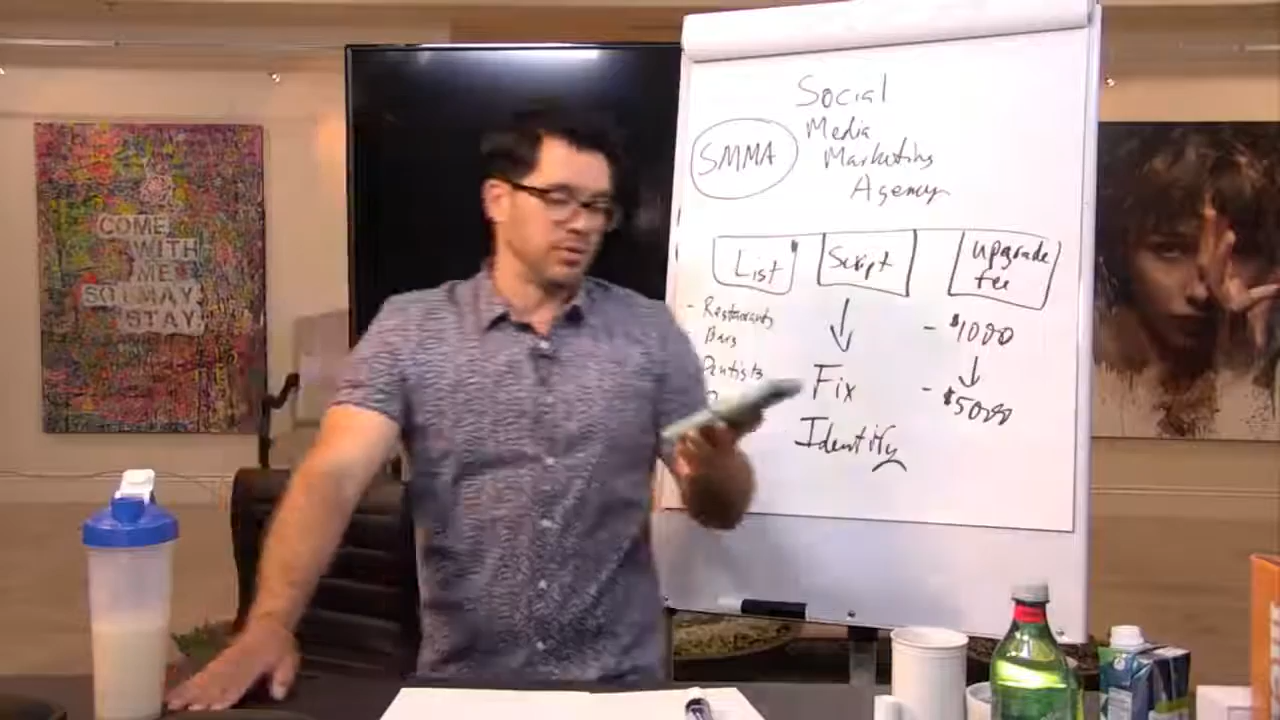 COME
WITH
ME
SO I MAY
STAY.
Social
Media
Marketing
Agency
SMMA
List
Script
upgrade
fee
- Restaurants
Bars
Dentists
Fix
Identify
- $1000
- $5000